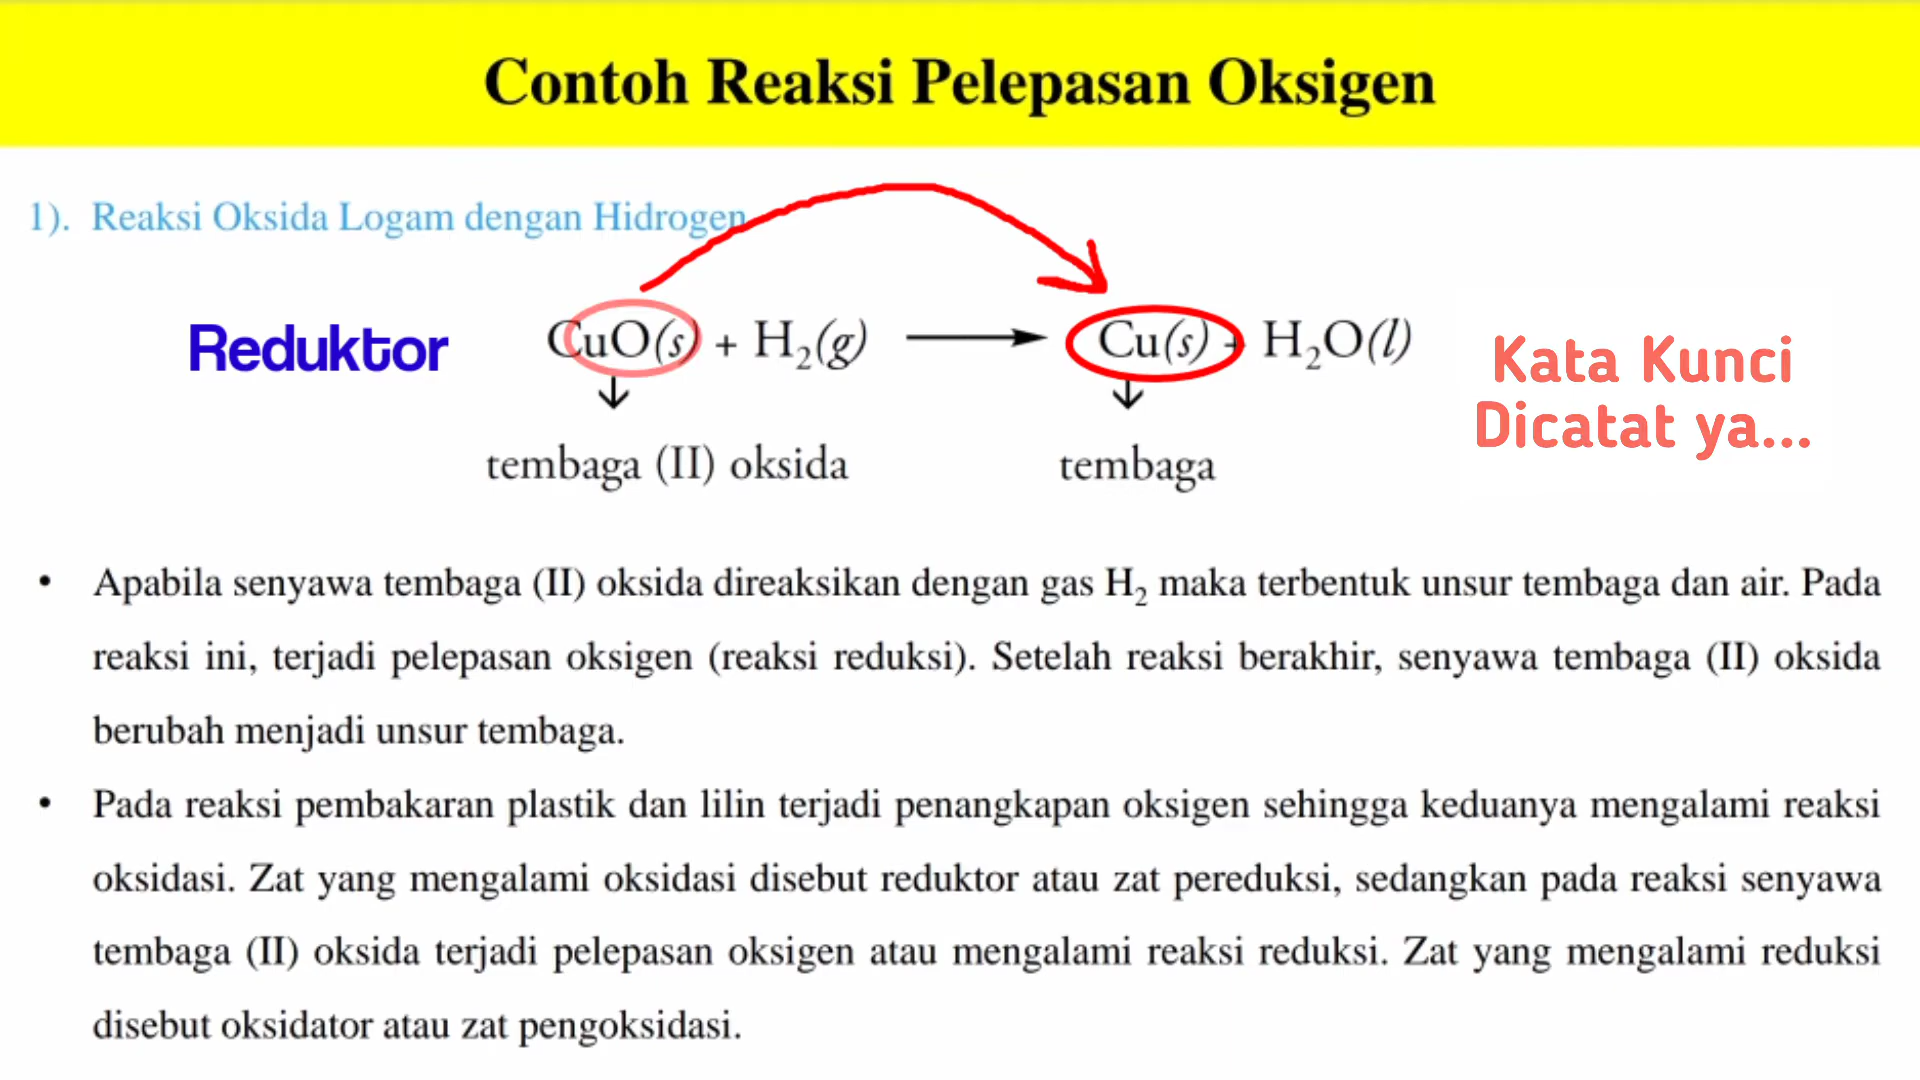 Contoh Reaksi Pelepasan Oksigen
1). Reaksi Oksida Logam dengan Hidrogen
Reduktor
CuO(s) + H₂(g) ⟶ Cu(s) + H₂O(l)
Kata Kunci
Dicatat ya...
tembaga (II) oksida
tembaga
• Apabila senyawa tembaga (II) oksida direaksikan dengan gas H₂ maka terbentuk unsur tembaga dan air. Pada
reaksi ini, terjadi pelepasan oksigen (reaksi reduksi). Setelah reaksi berakhir, senyawa tembaga (II) oksida
berubah menjadi unsur tembaga.
• Pada reaksi pembakaran plastik dan lilin terjadi penangkapan oksigen sehingga keduanya mengalami reaksi
oksidasi. Zat yang mengalami oksidasi disebut reduktor atau zat pereduksi, sedangkan pada reaksi senyawa
tembaga (II) oksida terjadi pelepasan oksigen atau mengalami reaksi reduksi. Zat yang mengalami reduksi
disebut oksidator atau zat pengoksidasi.